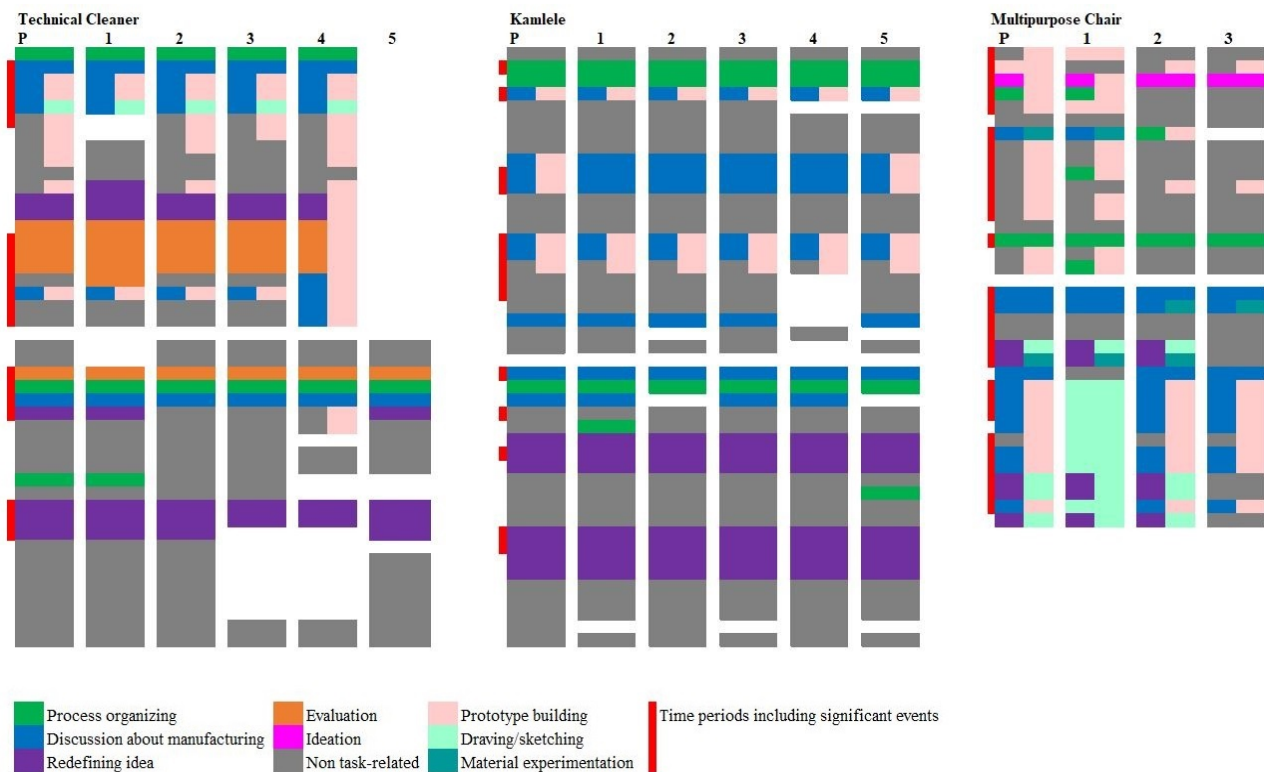 Technical Cleaner
P 1 2 3 4 5
Kamlele
P 1 2 3 4 5
Multipurpose Chair
P 1 2 3
Process organizing
Discussion about manufacturing
Redefining idea
Evaluation
Ideation
Non task-related
Prototype building
Draving/sketching
Material experimentation
Time periods including significant events